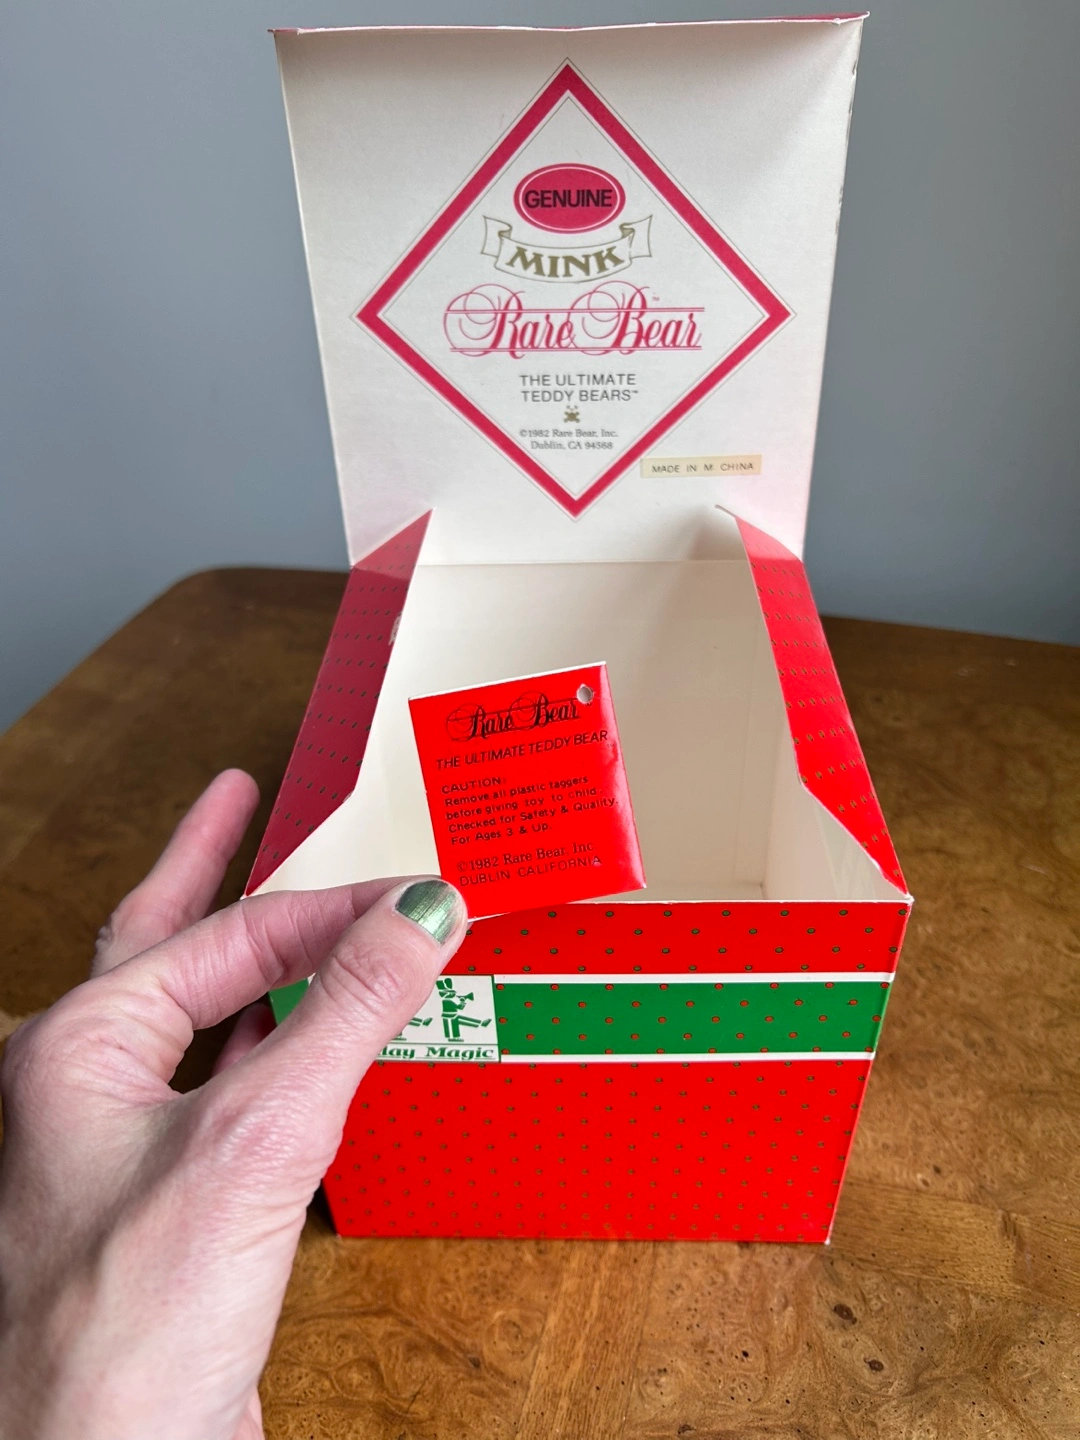 GENUINE
MINK
Rare Bear™
THE ULTIMATE
TEDDY BEARS™
©1982 Rare Bear, Inc.
Dublin, CA 94568
MADE IN M. CHINA
Rare Bear
THE ULTIMATE TEDDY BEAR
CAUTION:
Remove all plastic taggers
before giving toy to child
Checked for Safety & Quality.
For Ages 3 & Up.
©1982 Rare Bear, Inc
DUBLIN CALIFORNIA
day Magic